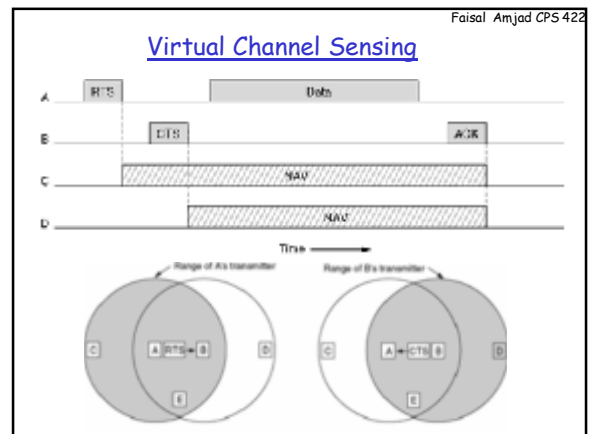 Faisal Amjad CPS 422
Virtual Channel Sensing
A RTS Data
B CTS ACK
C NAV
D NAV
Time
Range of A's transmitter Range of B's transmitter
C A RTS B D C A CTS B D
E E